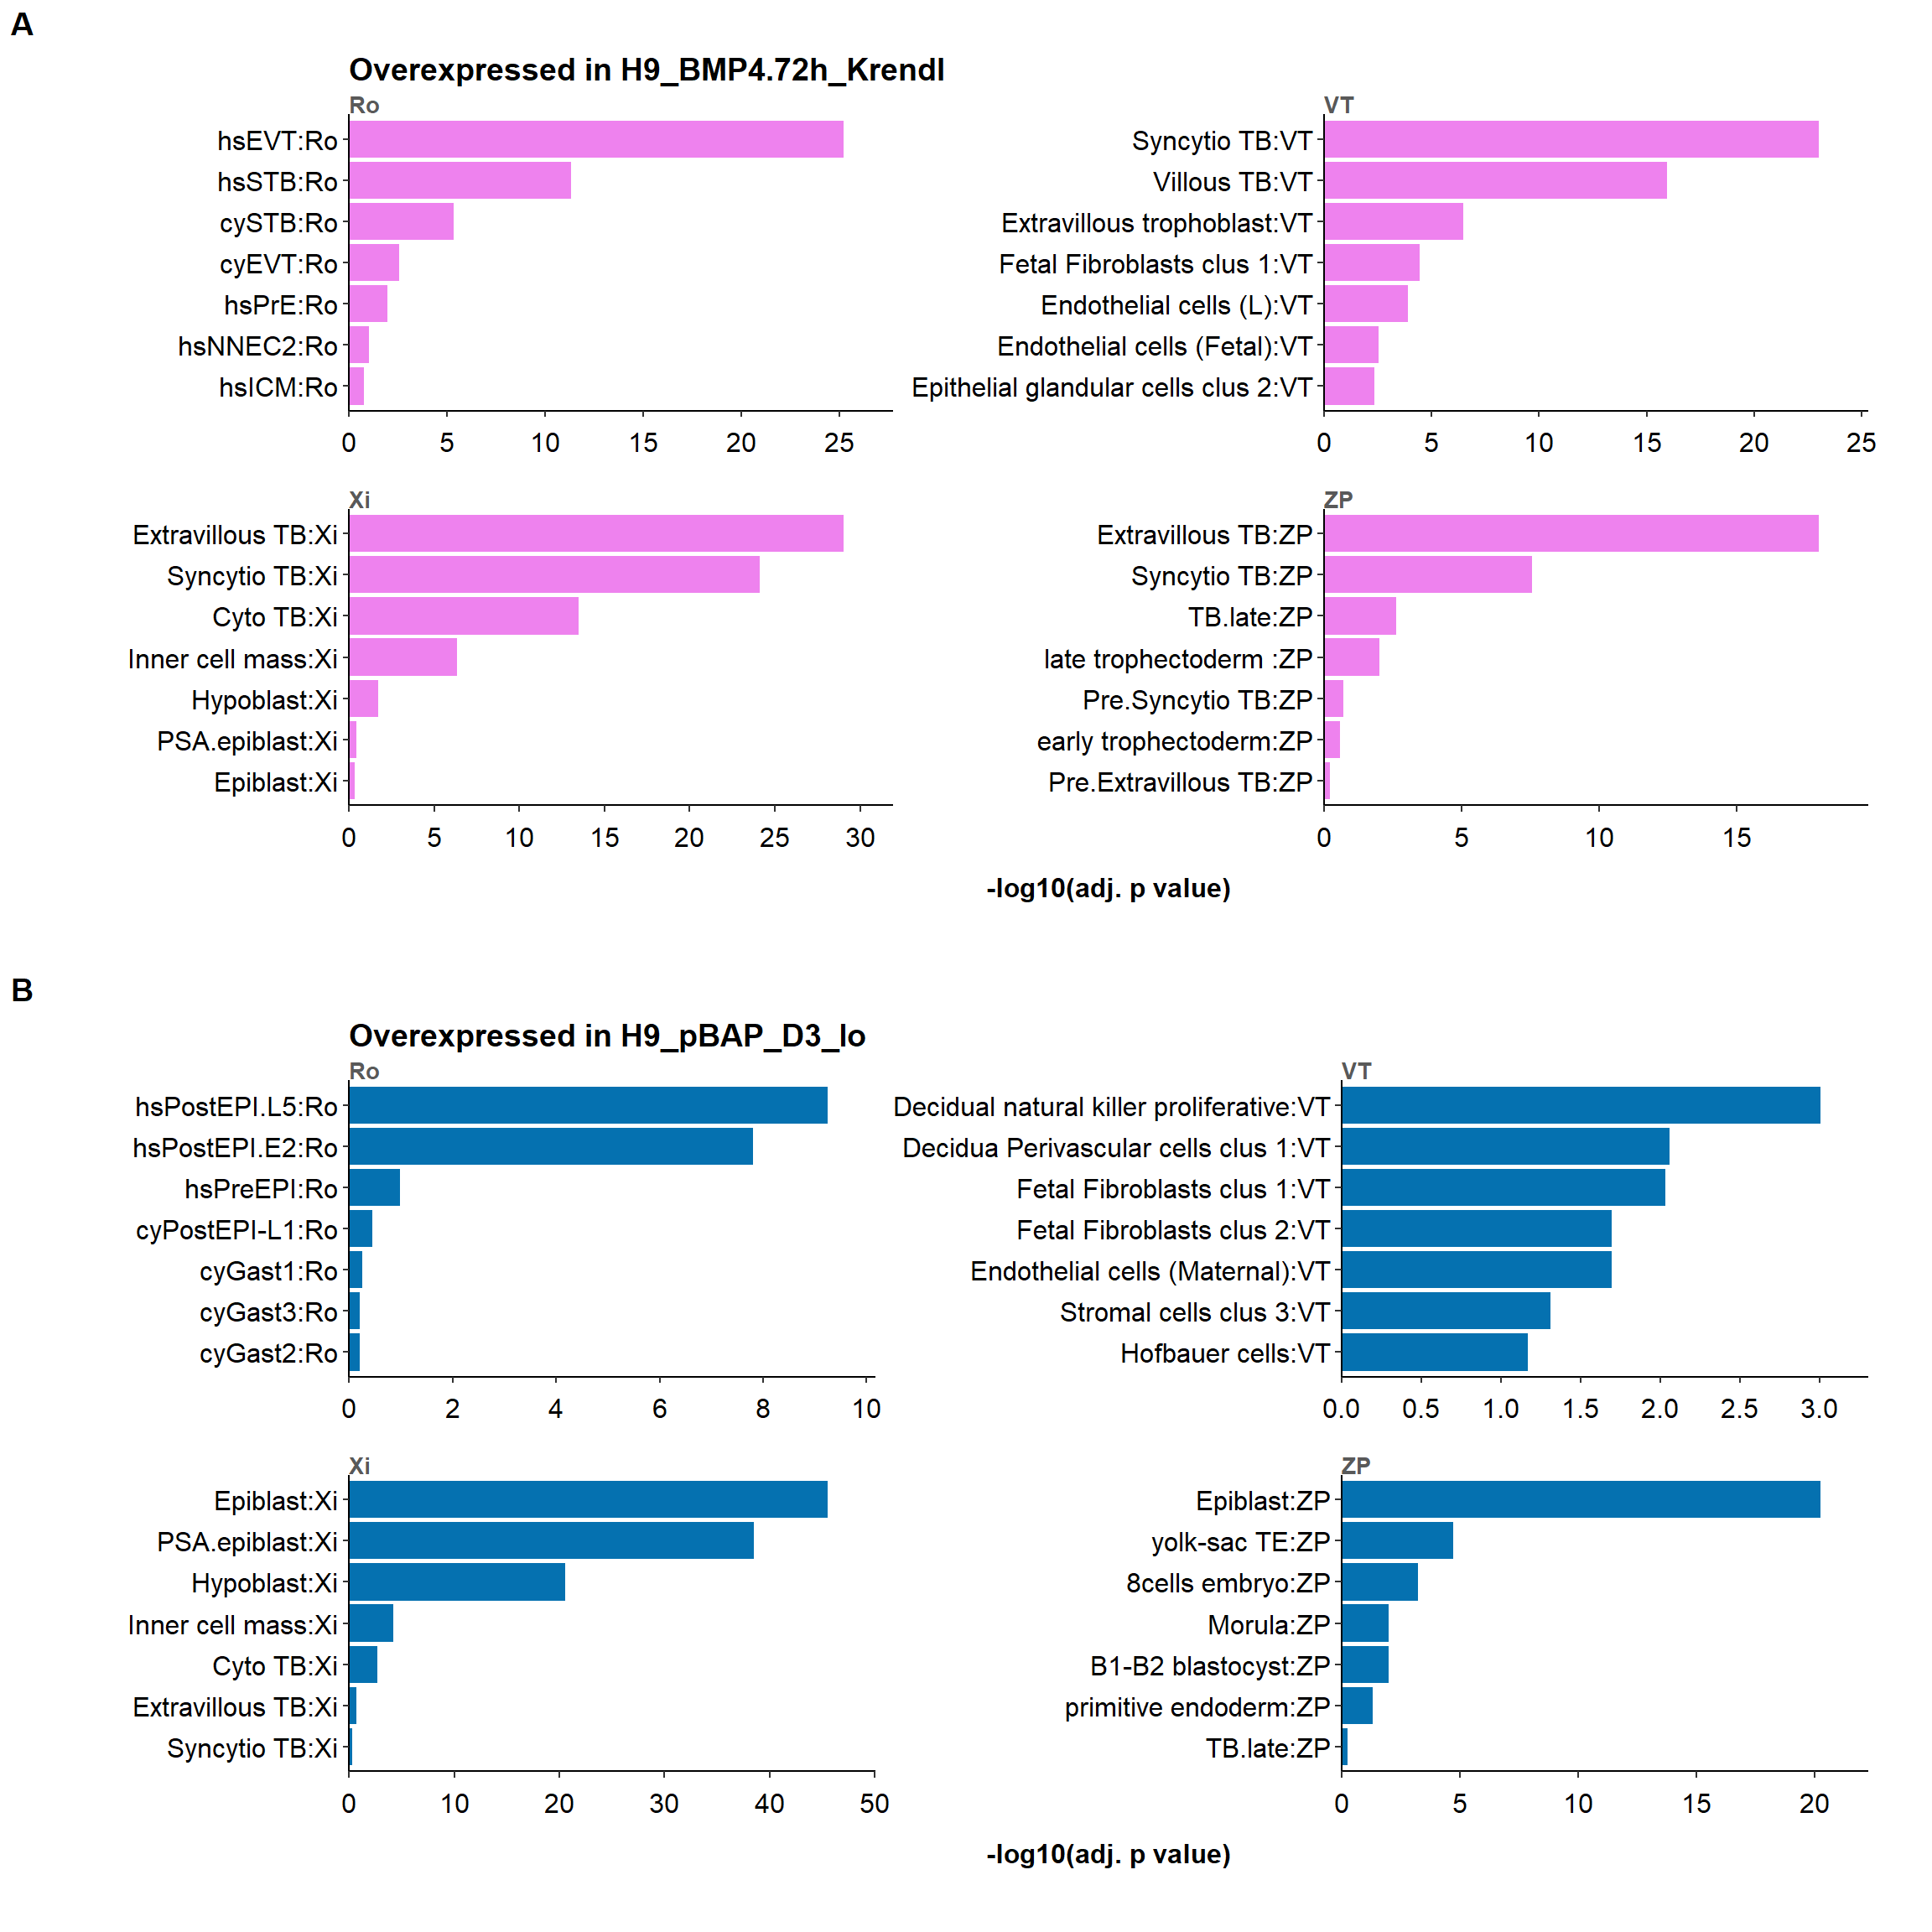 A
Overexpressed in H9_BMP4.72h_Krendl
Ro
hsEVT:Ro
hsSTB:Ro
cySTB:Ro
cyEVT:Ro
hsPrE:Ro
hsNNEC2:Ro
hsICM:Ro
0 5 10 15 20 25
VT
Syncytio TB:VT
Villous TB:VT
Extravillous trophoblast:VT
Fetal Fibroblasts clus 1:VT
Endothelial cells (L):VT
Endothelial cells (Fetal):VT
Epithelial glandular cells clus 2:VT
0 5 10 15 20 25
Xi
Extravillous TB:Xi
Syncytio TB:Xi
Cyto TB:Xi
Inner cell mass:Xi
Hypoblast:Xi
PSA.epiblast:Xi
Epiblast:Xi
0 5 10 15 20 25 30
ZP
Extravillous TB:ZP
Syncytio TB:ZP
TB.late:ZP
late trophectoderm :ZP
Pre.Syncytio TB:ZP
early trophectoderm:ZP
Pre.Extravillous TB:ZP
0 5 10 15
-log10(adj. p value)
B
Overexpressed in H9_pBAP_D3_lo
Ro
hsPostEPI.L5:Ro
hsPostEPI.E2:Ro
hsPreEPI:Ro
cyPostEPI-L1:Ro
cyGast1:Ro
cyGast3:Ro
cyGast2:Ro
0 2 4 6 8 10
VT
Decidual natural killer proliferative:VT
Decidua Perivascular cells clus 1:VT
Fetal Fibroblasts clus 1:VT
Fetal Fibroblasts clus 2:VT
Endothelial cells (Maternal):VT
Stromal cells clus 3:VT
Hofbauer cells:VT
0.0 0.5 1.0 1.5 2.0 2.5 3.0
Xi
Epiblast:Xi
PSA.epiblast:Xi
Hypoblast:Xi
Inner cell mass:Xi
Cyto TB:Xi
Extravillous TB:Xi
Syncytio TB:Xi
0 10 20 30 40 50
ZP
Epiblast:ZP
yolk-sac TE:ZP
8cells embryo:ZP
Morula:ZP
B1-B2 blastocyst:ZP
primitive endoderm:ZP
TB.late:ZP
0 5 10 15 20
-log10(adj. p value)